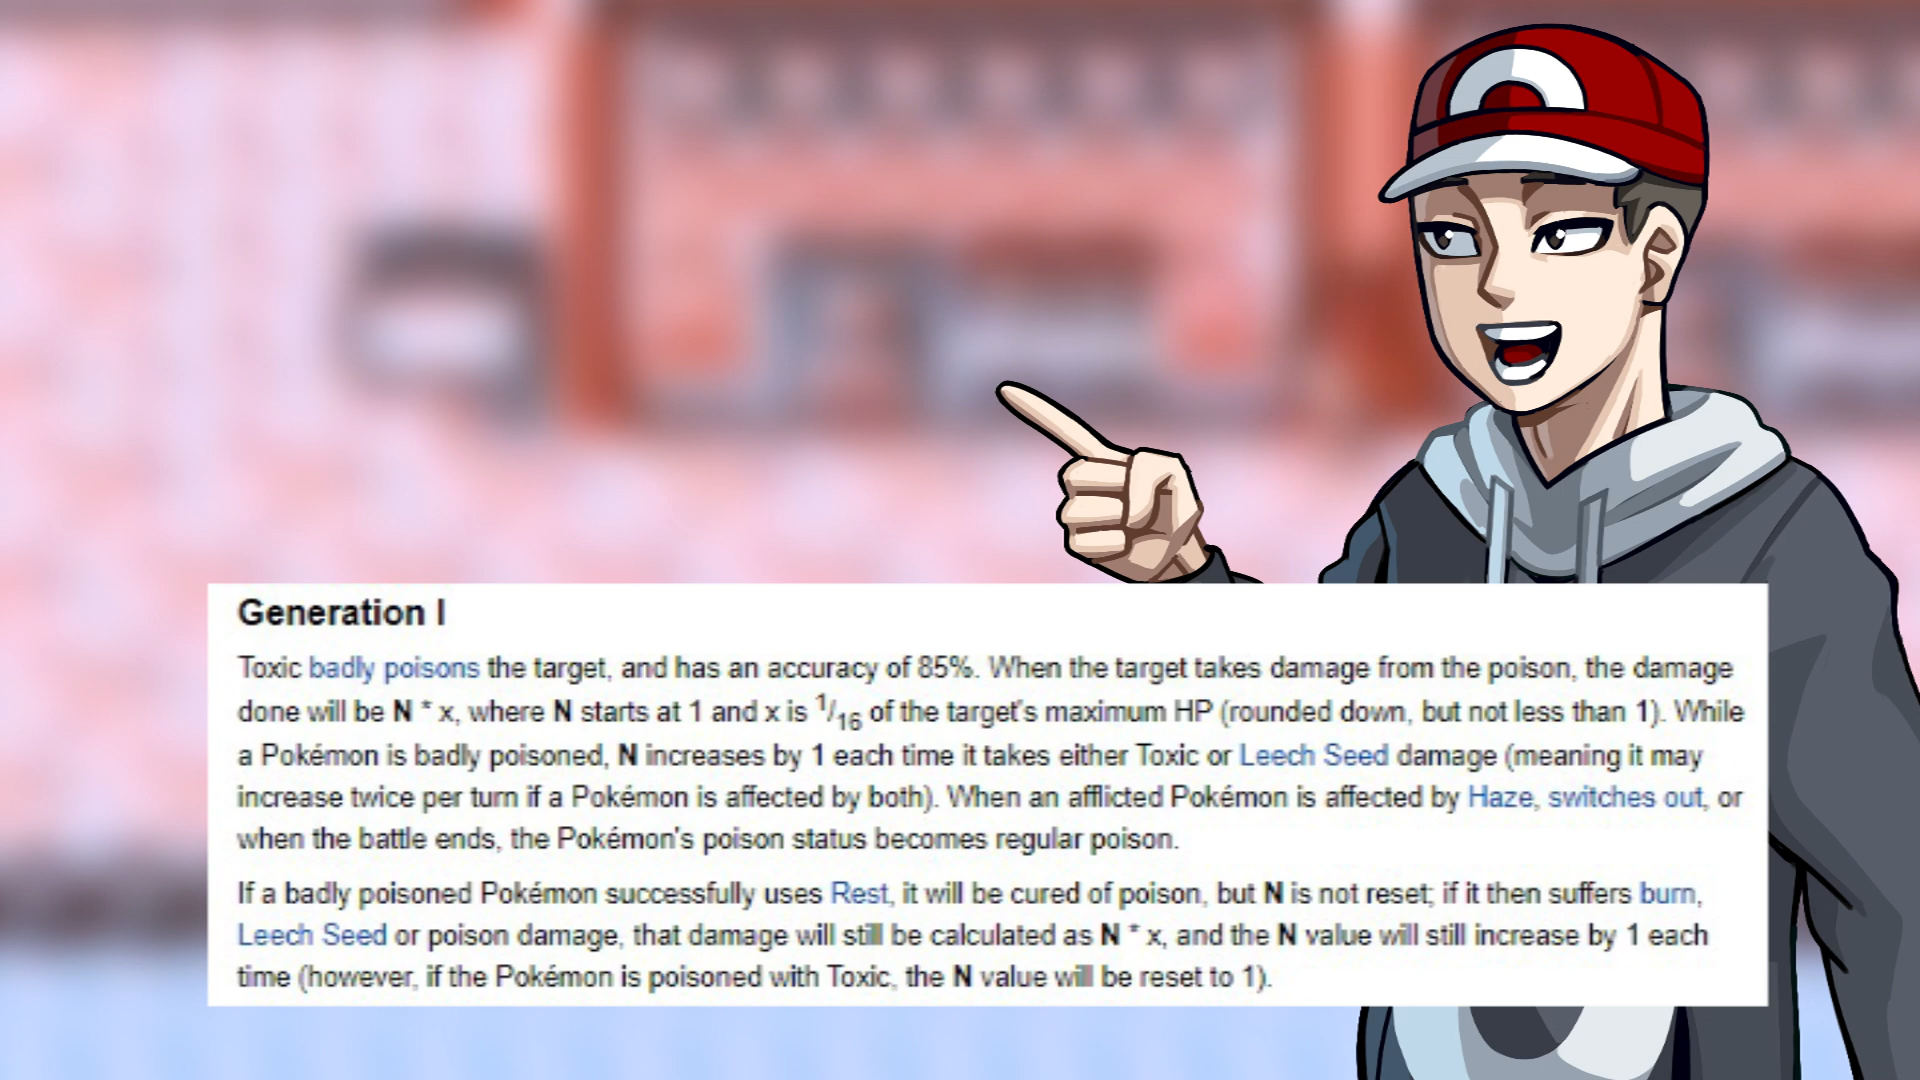 Generation I
Toxic badly poisons the target, and has an accuracy of 85%. When the target takes damage from the poison, the damage
done will be N * x, where N starts at 1 and x is 1/16 of the target's maximum HP (rounded down, but not less than 1). While
a Pokémon is badly poisoned, N increases by 1 each time it takes either Toxic or Leech Seed damage (meaning it may
increase twice per turn if a Pokémon is affected by both). When an afflicted Pokémon is affected by Haze, switches out, or
when the battle ends, the Pokémon's poison status becomes regular poison.
If a badly poisoned Pokémon successfully uses Rest, it will be cured of poison, but N is not reset; if it then suffers burn,
Leech Seed or poison damage, that damage will still be calculated as N * x, and the N value will still increase by 1 each
time (however, if the Pokémon is poisoned with Toxic, the N value will be reset to 1).